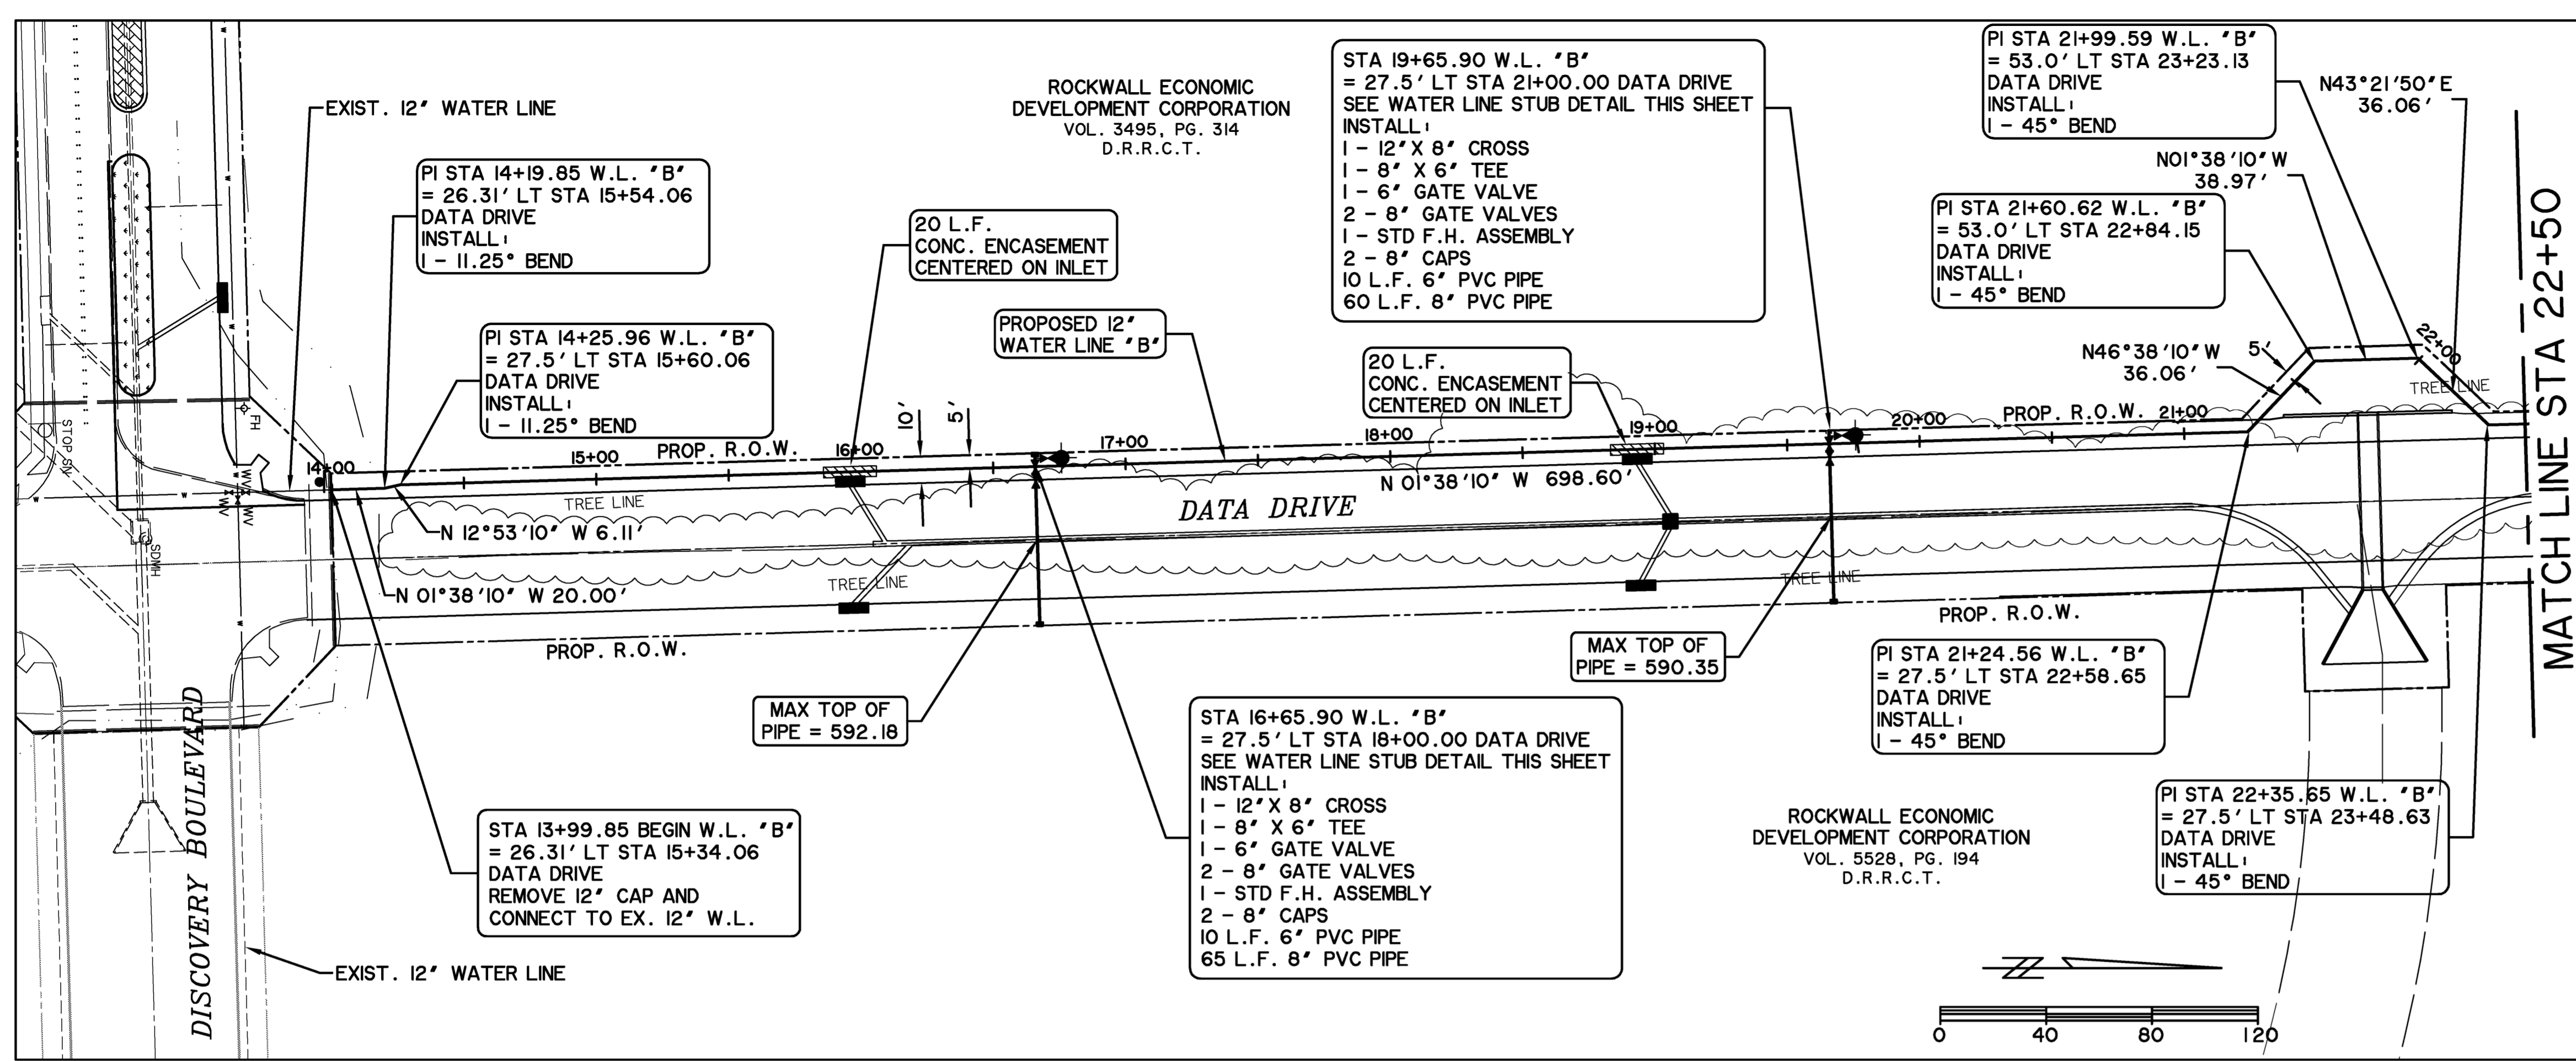 EXIST. 12" WATER LINE
PI STA 14+19.85 W.L. "B"
= 26.31' LT STA 15+54.06
DATA DRIVE
INSTALL:
1 - 11.25° BEND
PI STA 14+25.96 W.L. "B"
= 27.5' LT STA 15+60.06
DATA DRIVE
INSTALL:
1 - 11.25° BEND
20 L.F.
CONC. ENCASEMENT
CENTERED ON INLET
ROCKWALL ECONOMIC
DEVELOPMENT CORPORATION
VOL. 3495, PG. 314
D.R.R.C.T.
PROPOSED 12"
WATER LINE "B"
STA 19+65.90 W.L. "B"
= 27.5' LT STA 21+00.00 DATA DRIVE
SEE WATER LINE STUB DETAIL THIS SHEET
INSTALL:
1 - 12"X 8" CROSS
1 - 8" X 6" TEE
1 - 6" GATE VALVE
2 - 8" GATE VALVES
1 - STD F.H. ASSEMBLY
2 - 8" CAPS
10 L.F. 6" PVC PIPE
60 L.F. 8" PVC PIPE
20 L.F.
CONC. ENCASEMENT
CENTERED ON INLET
PI STA 21+99.59 W.L. "B"
= 53.0' LT STA 23+23.13
DATA DRIVE
INSTALL:
1 - 45° BEND
N43°21'50"E
36.06'
N01°38'10"W
38.97'
PI STA 21+60.62 W.L. "B"
= 53.0' LT STA 22+84.15
DATA DRIVE
INSTALL:
1 - 45° BEND
N46°38'10"W
36.06'
5'
22+00
TREE LINE
MATCH LINE STA 22+50
STOP SN
FH
WV
WV
WV
SDMH
14+00
15+00
PROP. R.O.W.
16+00
10'
5'
17+00
18+00
19+00
20+00
PROP. R.O.W.
21+00
TREE LINE
N 12°53'10" W 6.11'
N 01°38'10" W 20.00'
DATA DRIVE
N 01°38'10" W 698.60'
TREE LINE
TREE LINE
PROP. R.O.W.
PROP. R.O.W.
MAX TOP OF
PIPE = 592.18
MAX TOP OF
PIPE = 590.35
STA 13+99.85 BEGIN W.L. "B"
= 26.31' LT STA 15+34.06
DATA DRIVE
REMOVE 12" CAP AND
CONNECT TO EX. 12" W.L.
EXIST. 12" WATER LINE
DISCOVERY BOULEVARD
STA 16+65.90 W.L. "B"
= 27.5' LT STA 18+00.00 DATA DRIVE
SEE WATER LINE STUB DETAIL THIS SHEET
INSTALL:
1 - 12"X 8" CROSS
1 - 8" X 6" TEE
1 - 6" GATE VALVE
2 - 8" GATE VALVES
1 - STD F.H. ASSEMBLY
2 - 8" CAPS
10 L.F. 6" PVC PIPE
65 L.F. 8" PVC PIPE
PI STA 21+24.56 W.L. "B"
= 27.5' LT STA 22+58.65
DATA DRIVE
INSTALL:
1 - 45° BEND
ROCKWALL ECONOMIC
DEVELOPMENT CORPORATION
VOL. 5528, PG. 194
D.R.R.C.T.
PI STA 22+35.65 W.L. "B"
= 27.5' LT STA 23+48.63
DATA DRIVE
INSTALL:
1 - 45° BEND
0 40 80 120